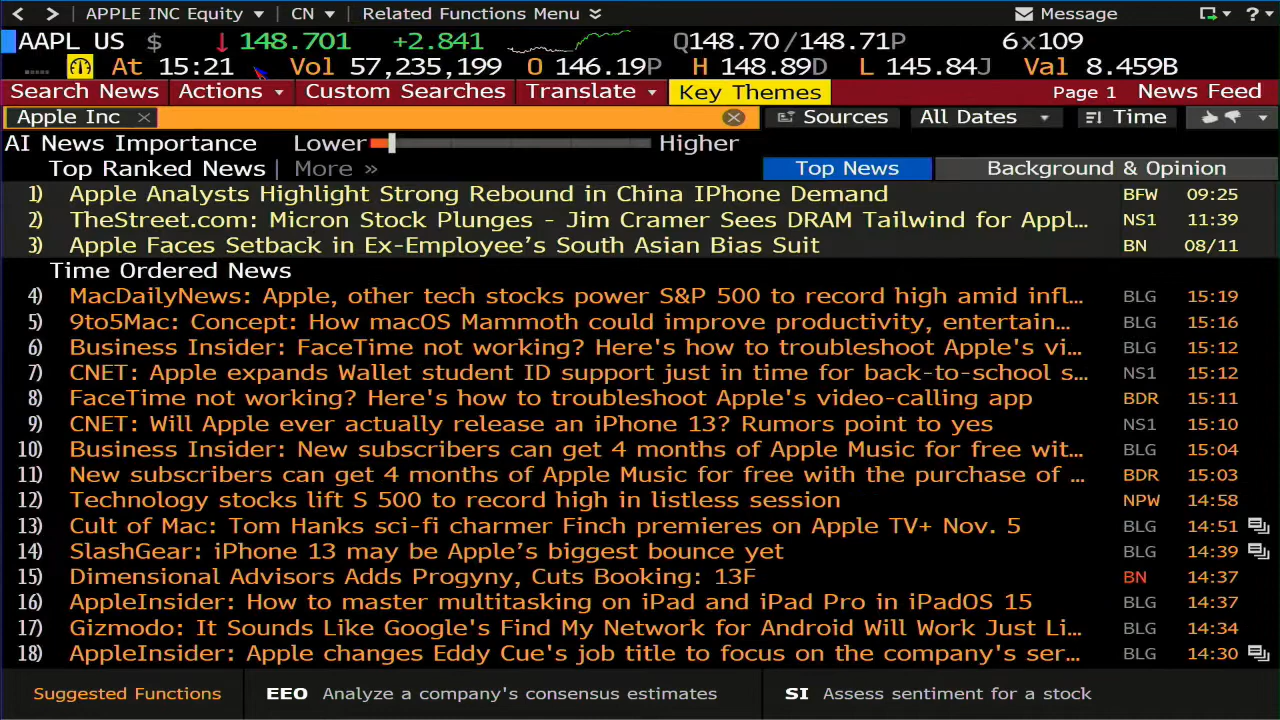 < > APPLE INC Equity ▾ CN ▾ Related Functions Menu Message ?
AAPL US $ ↓ 148.701 +2.841 Q148.70/148.71P 6x109
At 15:21 Vol 57,235,199 O 146.19P H 148.89D L 145.84J Val 8.459B
Search News Actions Custom Searches Translate Key Themes Page 1 News Feed
Apple Inc Sources All Dates Time
AI News Importance Lower Higher
Top Ranked News More » Top News Background & Opinion
1) Apple Analysts Highlight Strong Rebound in China IPhone Demand BFW 09:25
2) TheStreet.com: Micron Stock Plunges - Jim Cramer Sees DRAM Tailwind for Appl... NS1 11:39
3) Apple Faces Setback in Ex-Employee’s South Asian Bias Suit BN 08/11
Time Ordered News
4) MacDailyNews: Apple, other tech stocks power S&P 500 to record high amid infl... BLG 15:19
5) 9to5Mac: Concept: How macOS Mammoth could improve productivity, entertain... BLG 15:16
6) Business Insider: FaceTime not working? Here's how to troubleshoot Apple's vi... BLG 15:12
7) CNET: Apple expands Wallet student ID support just in time for back-to-school s... NS1 15:12
8) FaceTime not working? Here's how to troubleshoot Apple's video-calling app BDR 15:11
9) CNET: Will Apple ever actually release an iPhone 13? Rumors point to yes NS1 15:10
10) Business Insider: New subscribers can get 4 months of Apple Music for free wit... BLG 15:04
11) New subscribers can get 4 months of Apple Music for free with the purchase of ... BDR 15:03
12) Technology stocks lift S 500 to record high in listless session NPW 14:58
13) Cult of Mac: Tom Hanks sci-fi charmer Finch premieres on Apple TV+ Nov. 5 BLG 14:51
14) SlashGear: iPhone 13 may be Apple’s biggest bounce yet BLG 14:39
15) Dimensional Advisors Adds Progyny, Cuts Booking: 13F BN 14:37
16) AppleInsider: How to master multitasking on iPad and iPad Pro in iPadOS 15 BLG 14:37
17) Gizmodo: It Sounds Like Google's Find My Network for Android Will Work Just Li... BLG 14:34
18) AppleInsider: Apple changes Eddy Cue's job title to focus on the company's ser... BLG 14:30
Suggested Functions EEO Analyze a company's consensus estimates SI Assess sentiment for a stock